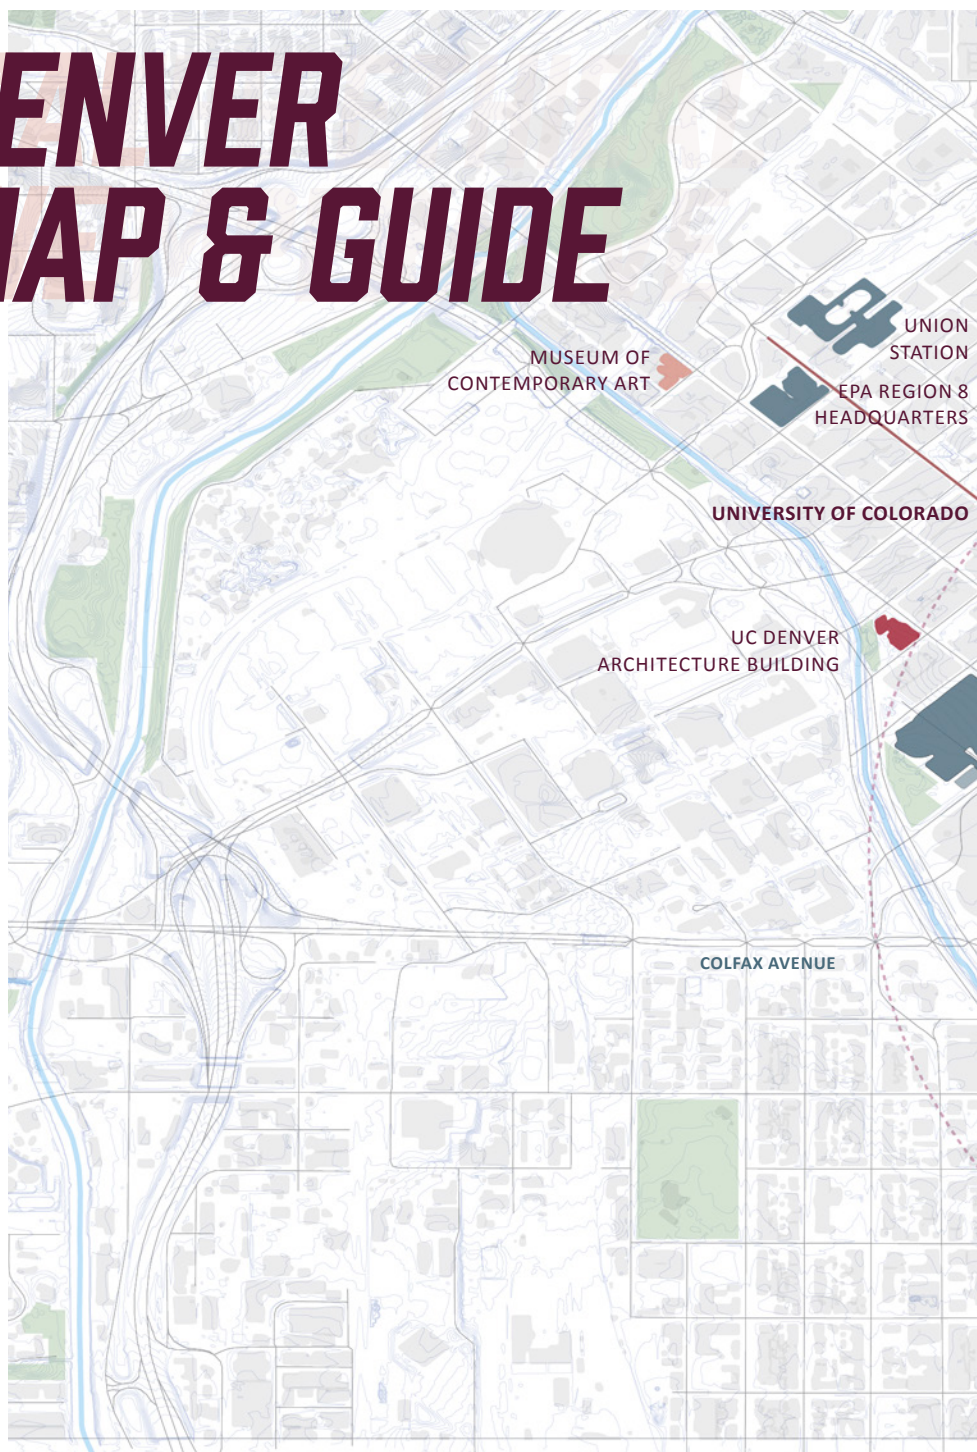 ENVER
MAP & GUIDE
UNION
STATION
MUSEUM OF
CONTEMPORARY ART
EPA REGION 8
HEADQUARTERS
UNIVERSITY OF COLORADO
UC DENVER
ARCHITECTURE BUILDING
COLFAX AVENUE